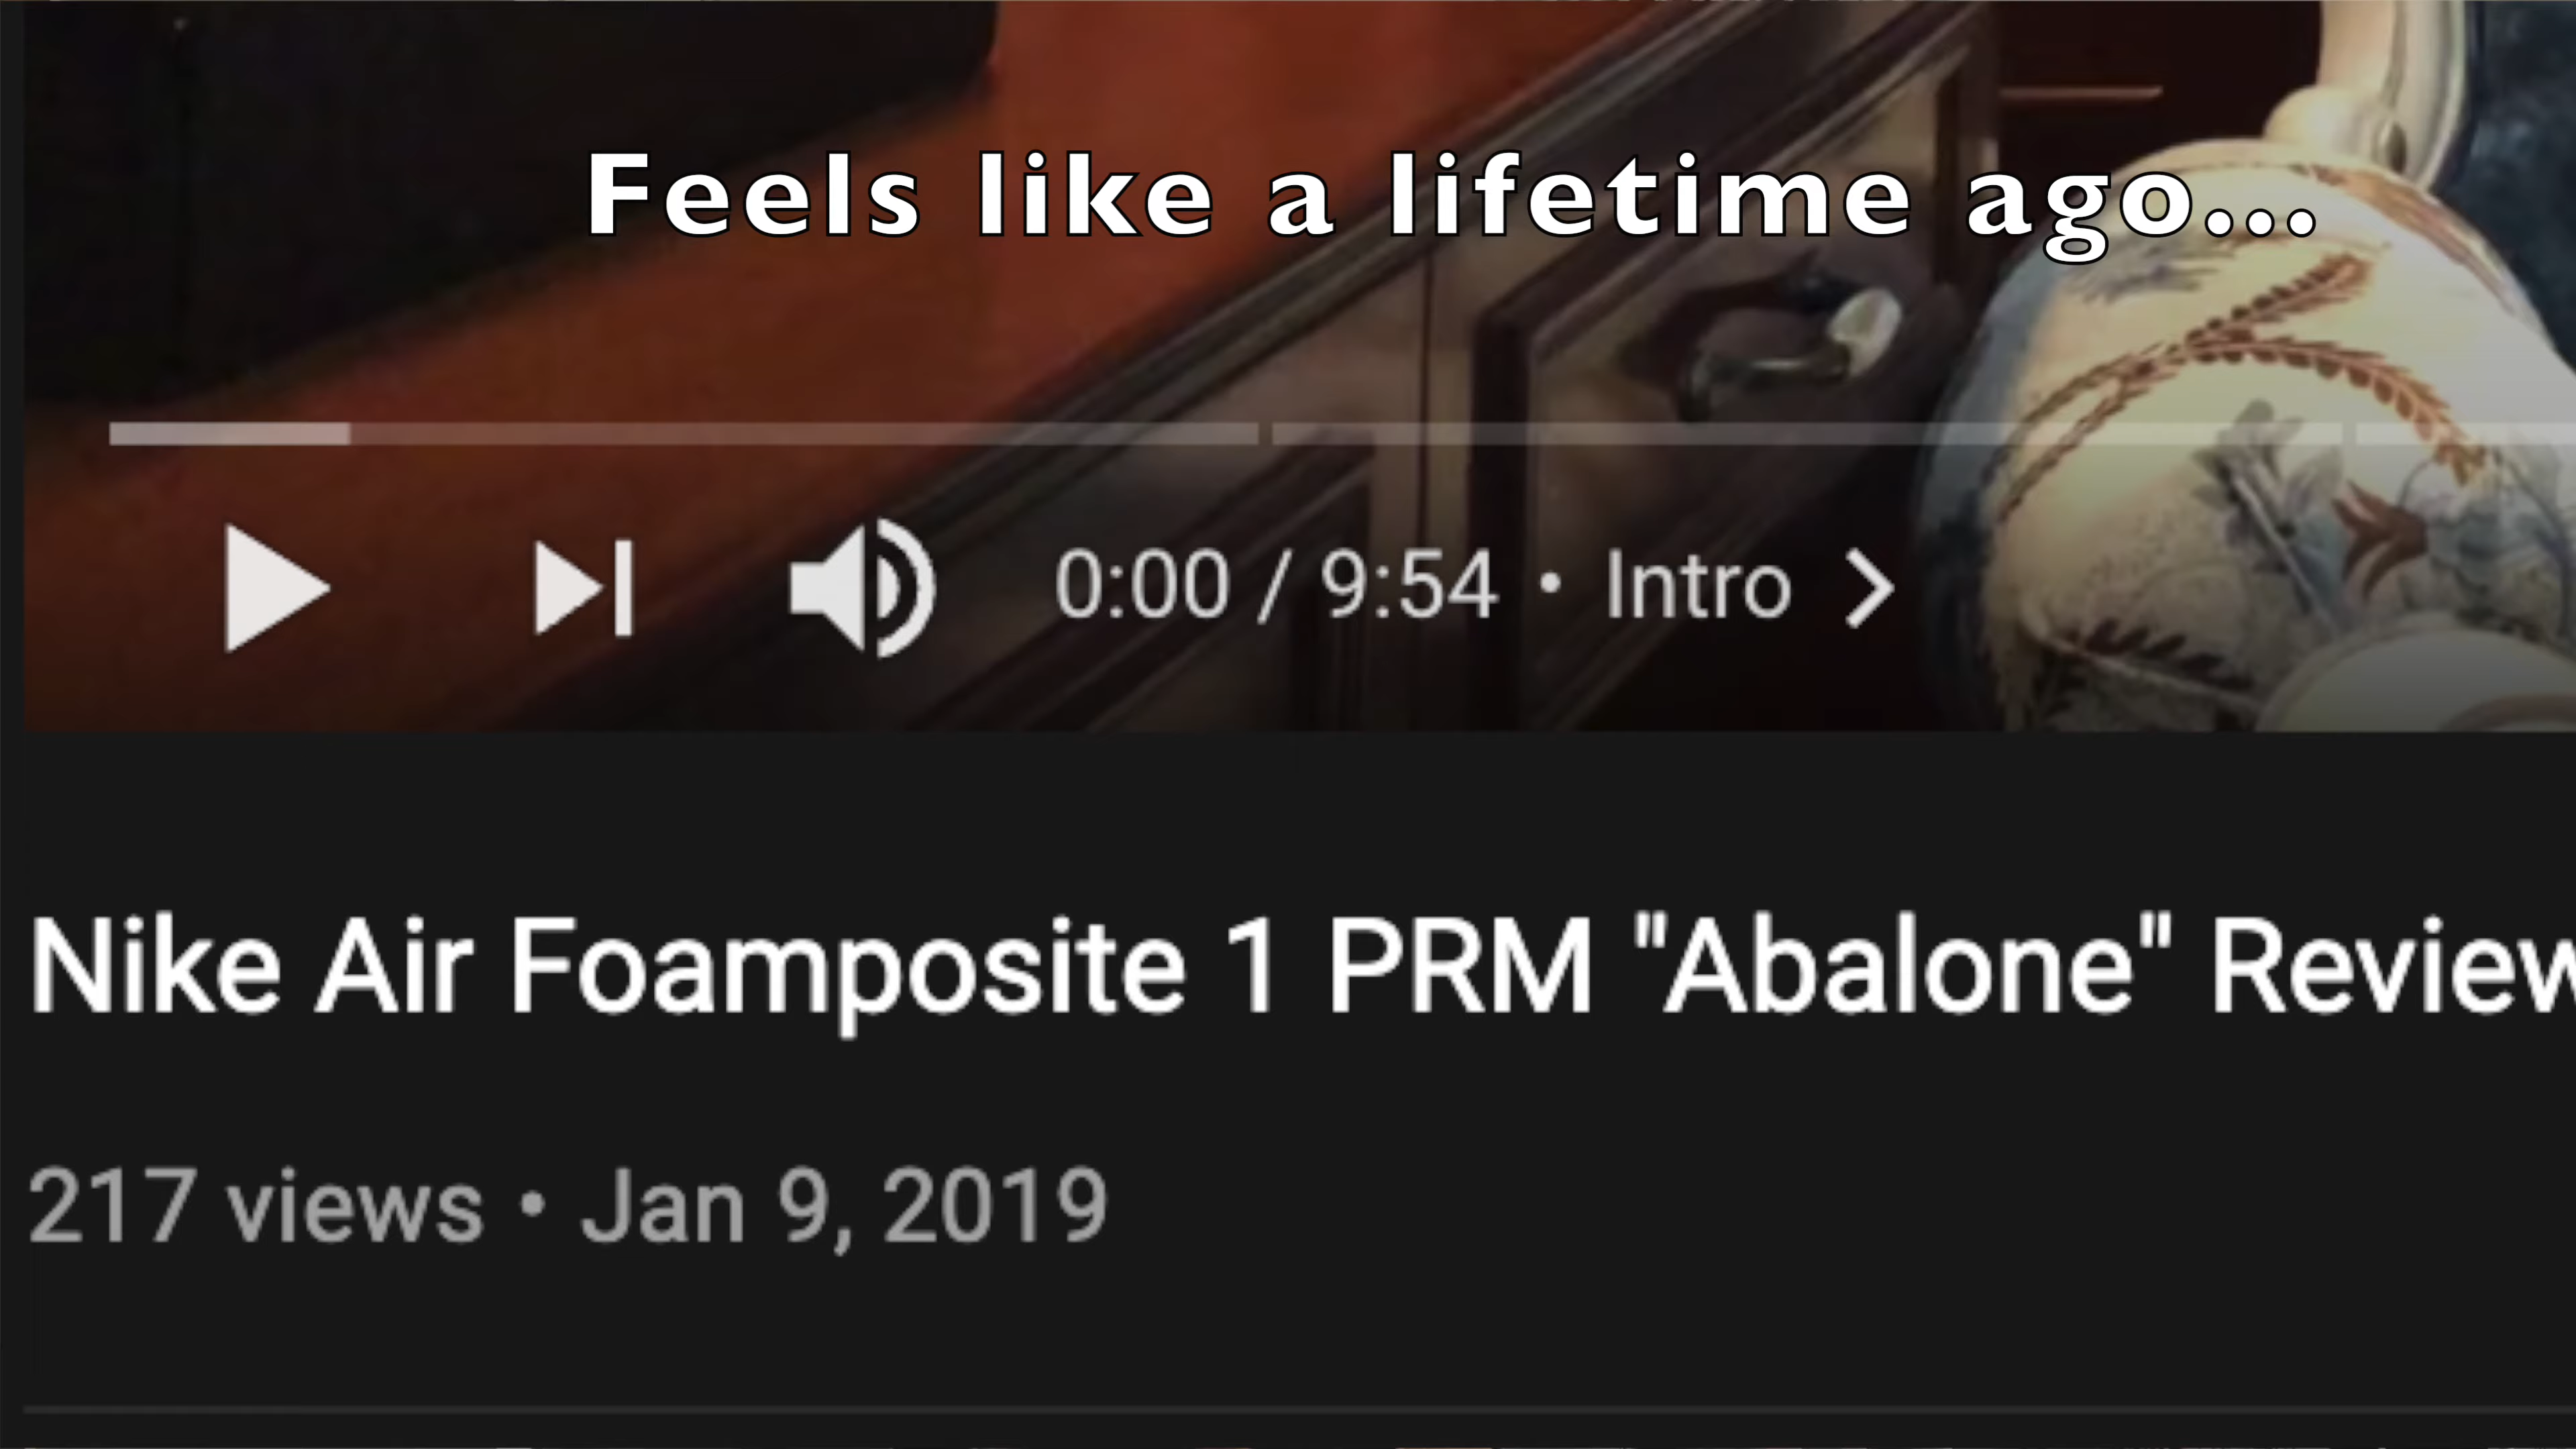 Feels like a lifetime ago...
0:00 / 9:54 • Intro
Nike Air Foamposite 1 PRM "Abalone" Review
217 views • Jan 9, 2019